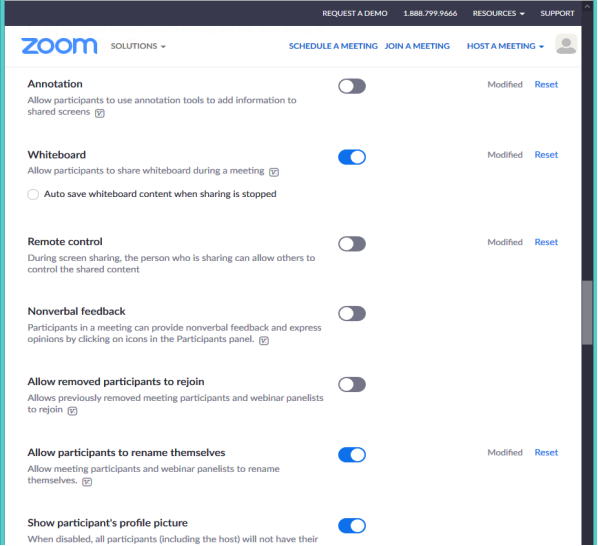 REQUEST A DEMO 1.888.799.9666 RESOURCES SUPPORT
zoom SOLUTIONS SCHEDULE A MEETING JOIN A MEETING HOST A MEETING
Annotation Modified Reset
Allow participants to use annotation tools to add information to
shared screens
Whiteboard Modified Reset
Allow participants to share whiteboard during a meeting
Auto save whiteboard content when sharing is stopped
Remote control Modified Reset
During screen sharing, the person who is sharing can allow others to
control the shared content
Nonverbal feedback
Participants in a meeting can provide nonverbal feedback and express
opinions by clicking on icons in the Participants panel.
Allow removed participants to rejoin
Allows previously removed meeting participants and webinar panelists
to rejoin
Allow participants to rename themselves Modified Reset
Allow meeting participants and webinar panelists to rename
themselves.
Show participant's profile picture
When disabled, all participants (including the host) will not have their